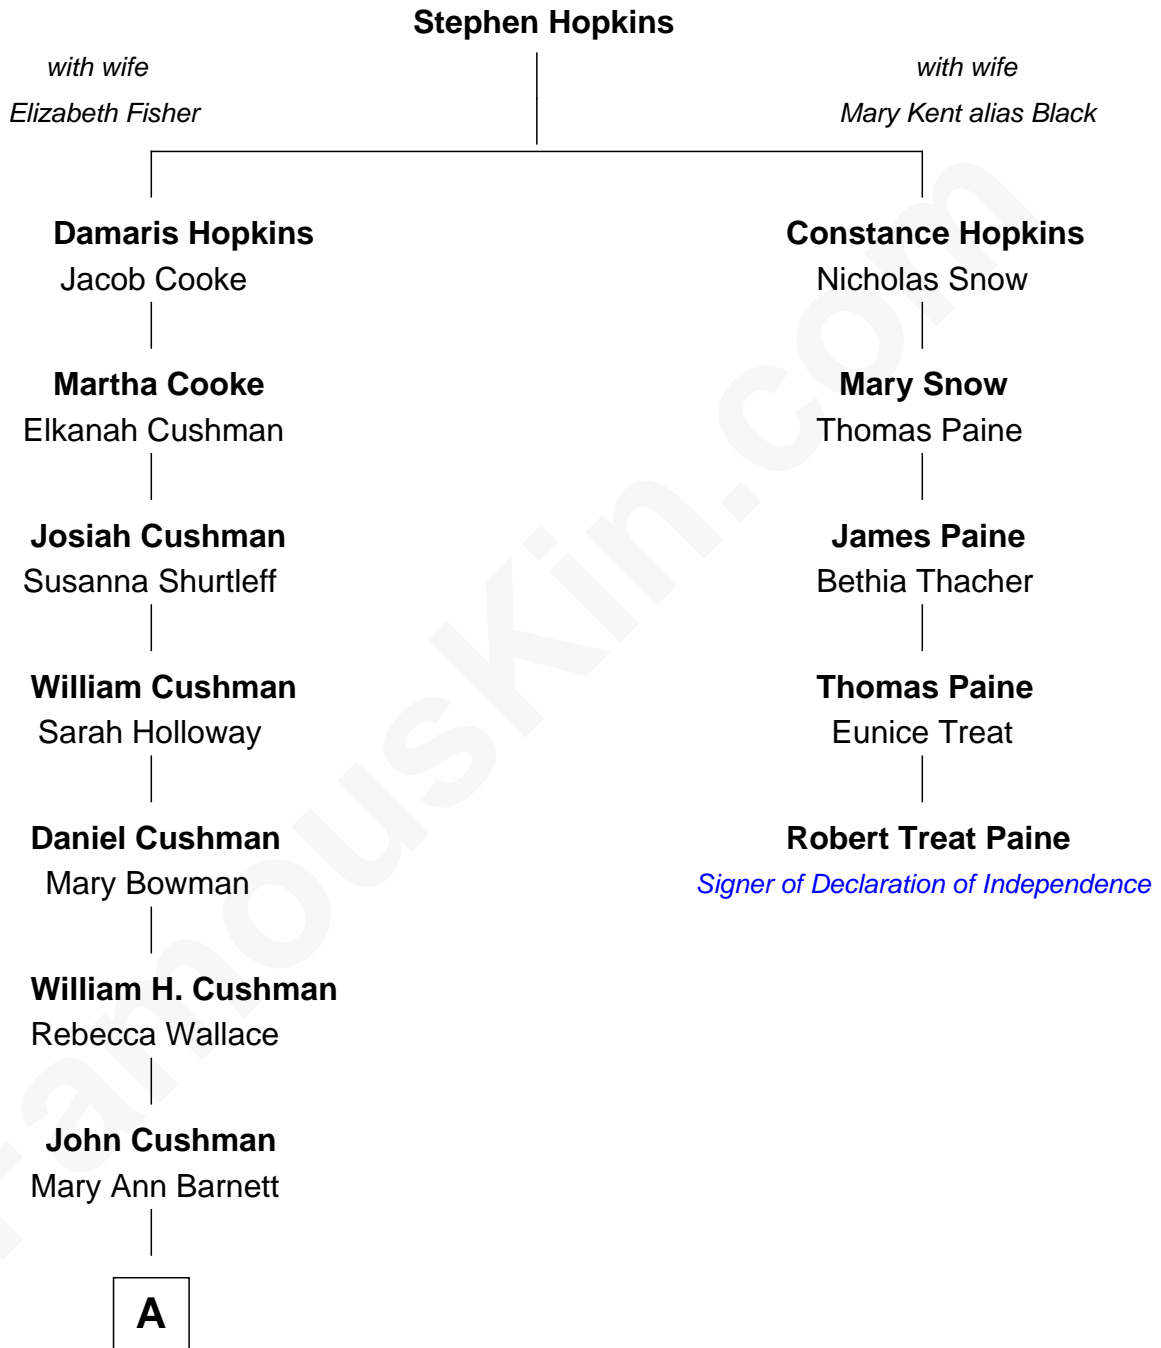 Stephen Hopkins
with wife
Elizabeth Fisher
with wife
Mary Kent alias Black
Damaris Hopkins
Jacob Cooke
Constance Hopkins
Nicholas Snow
Martha Cooke
Elkanah Cushman
Mary Snow
Thomas Paine
Josiah Cushman
Susanna Shurtleff
James Paine
Bethia Thacher
William Cushman
Sarah Holloway
Thomas Paine
Eunice Treat
Daniel Cushman
Mary Bowman
Robert Treat Paine
Signer of Declaration of Independence
William H. Cushman
Rebecca Wallace
John Cushman
Mary Ann Barnett
A
FamousKin.com